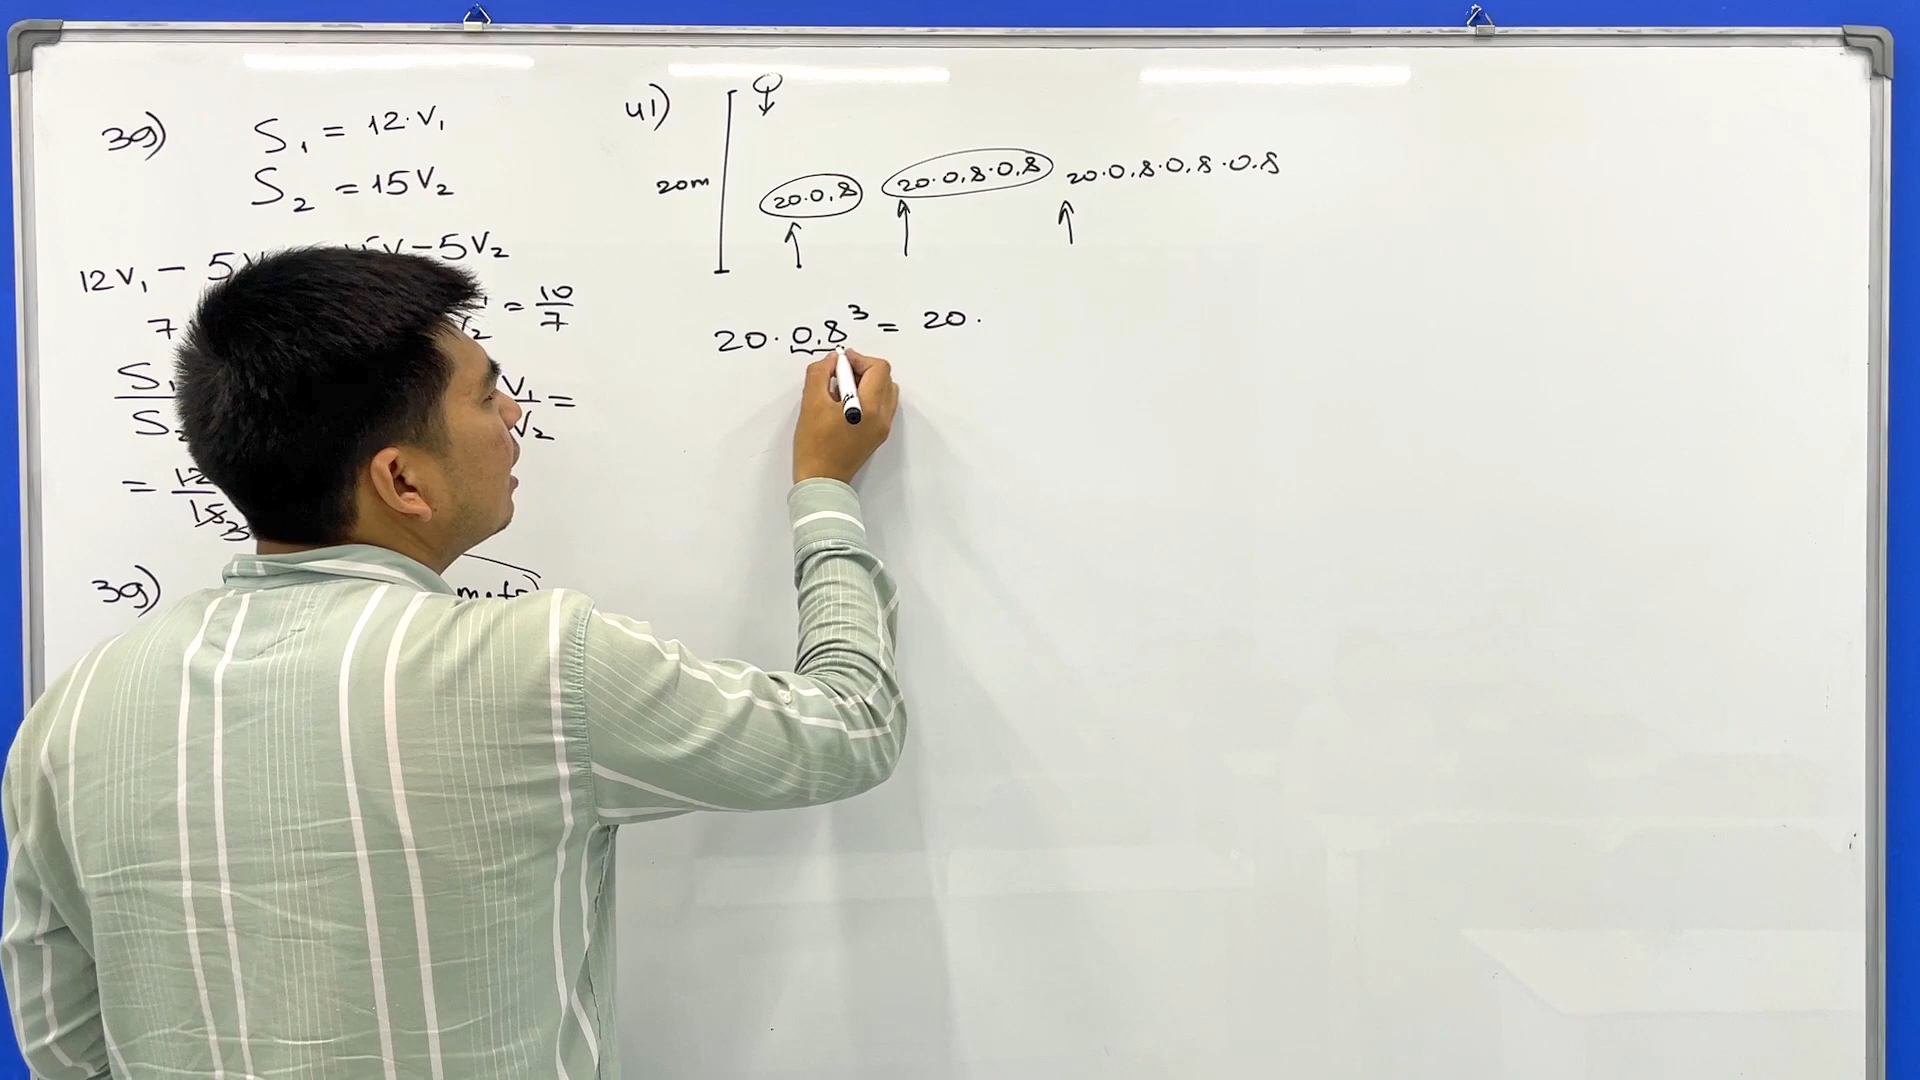 39) S₁ = 12·V₁
S₂ = 15V₂
12V₁ - 5V - 5V₂
7 = 10/7
S₁/S₂ V₁/V₂ =
= 12/15
39)
41)
20m
20·0,8 20·0,8·0,8 20·0,8·0,8·0,8
20·0,8³ = 20·